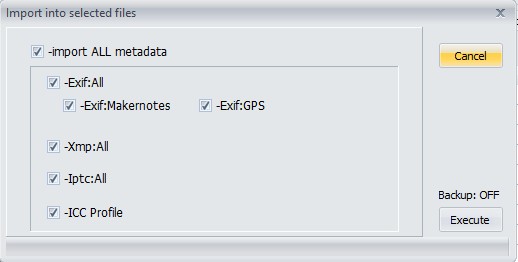 Import into selected files
-import ALL metadata
Cancel
-Exif:All
-Exif:Makernotes -Exif:GPS
-Xmp:All
-Iptc:All
Backup: OFF
-ICC Profile
Execute